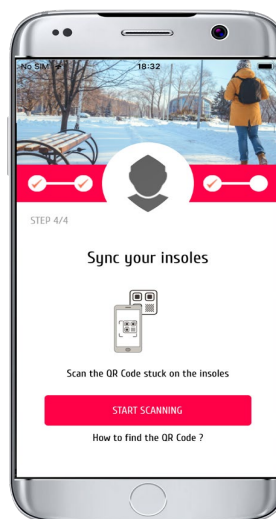 No SIM
18:32
STEP 4/4
Sync your insoles
Scan the QR Code stuck on the insoles
START SCANNING
How to find the QR Code ?